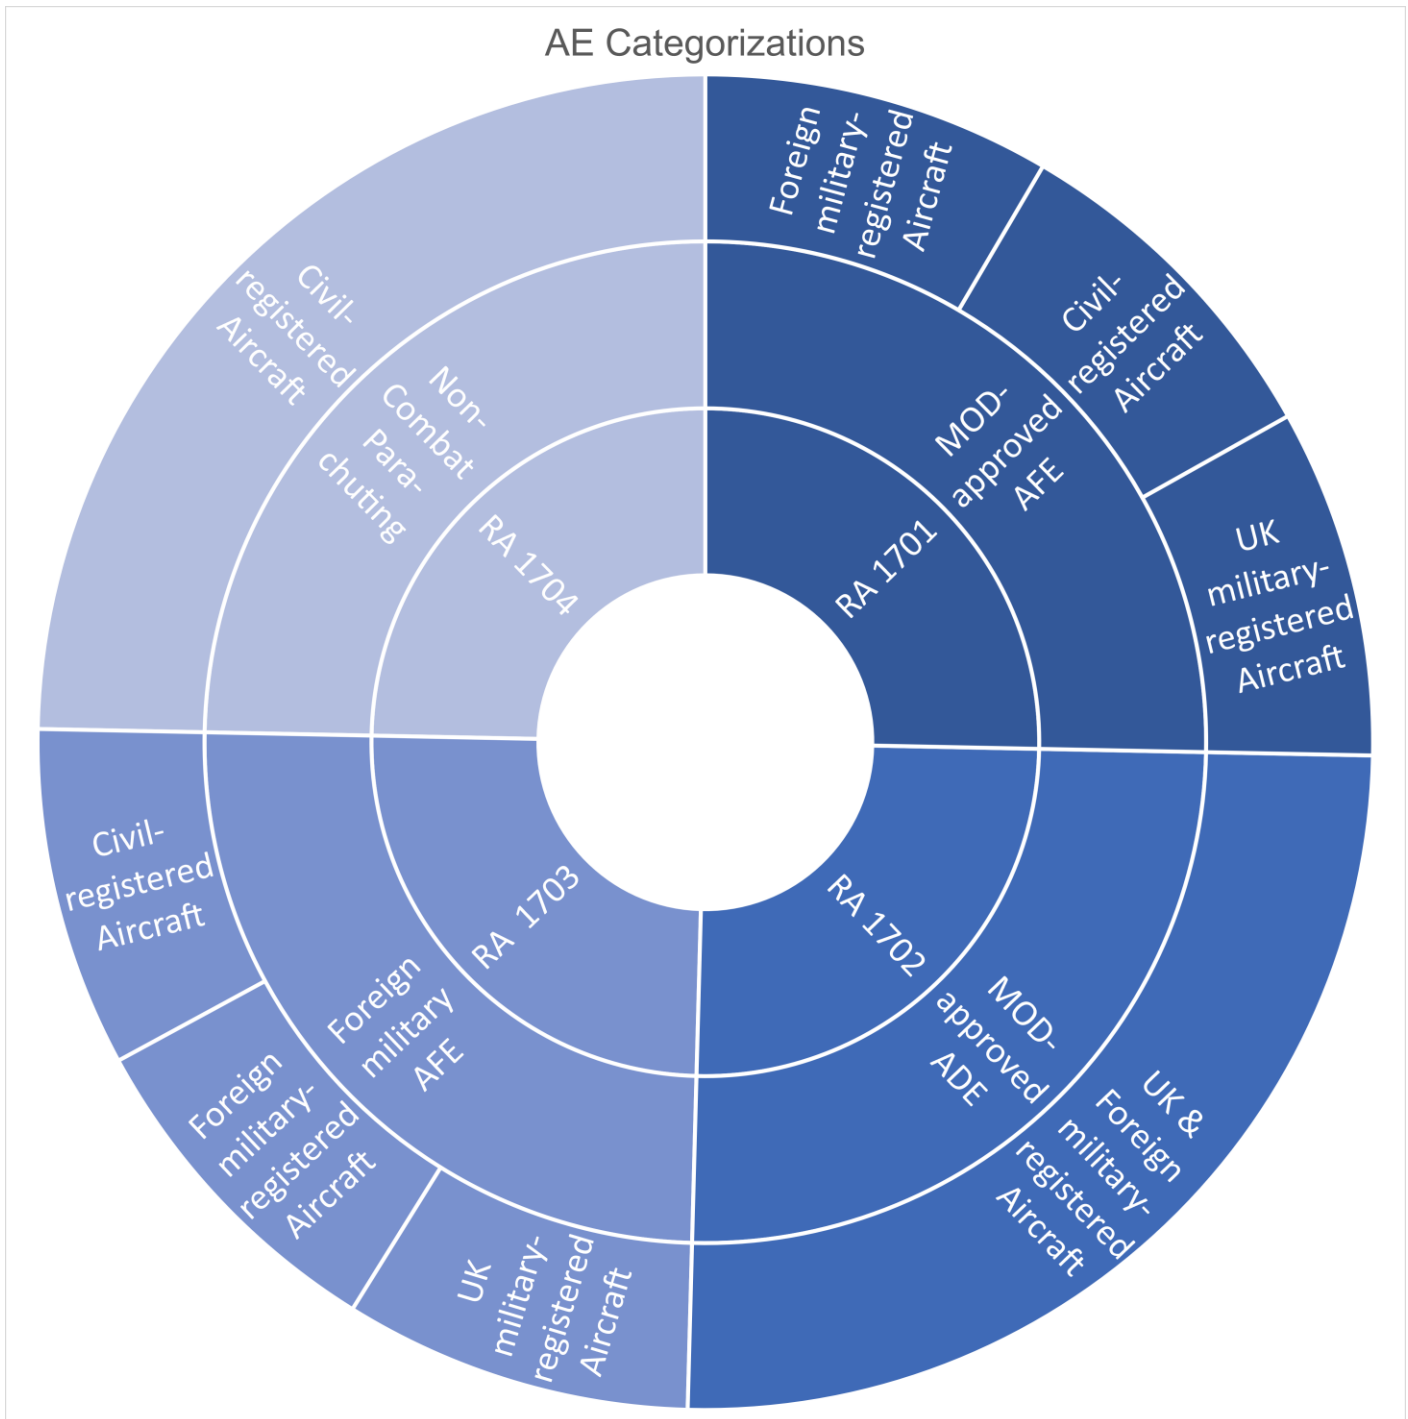 AE Categorizations
Foreign
military-
registered
Aircraft
Civil-
registered
Aircraft
UK
military-
registered
Aircraft
MOD-
approved
AFE
RA 1701
UK &
Foreign
military-
registered
Aircraft
MOD-
approved
ADE
RA 1702
UK
military-
registered
Aircraft
Foreign
military-
registered
Aircraft
Civil-
registered
Aircraft
Foreign
military
AFE
RA  1703
Civil-
registered
Aircraft
Non-
Combat
Para-
chuting
RA 1704